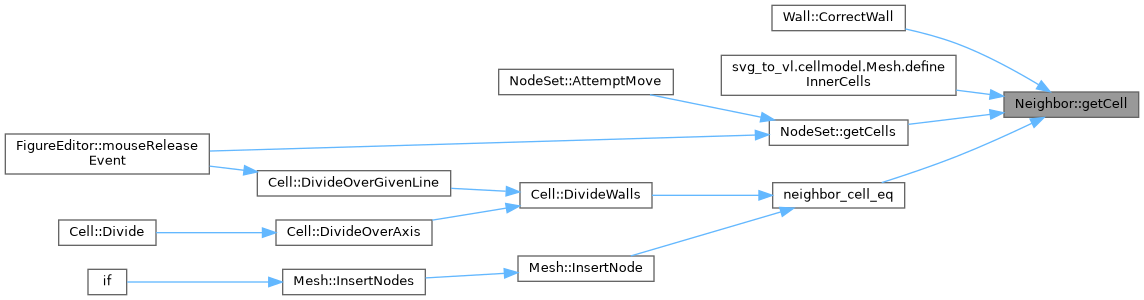 Wall::CorrectWall
svg_to_vl.cellmodel.Mesh.define
InnerCells
NodeSet::AttemptMove
Neighbor::getCell
NodeSet::getCells
FigureEditor::mouseRelease
Event
Cell::DivideOverGivenLine
Cell::DivideWalls
neighbor_cell_eq
Cell::Divide
Cell::DivideOverAxis
Mesh::InsertNode
if
Mesh::InsertNodes